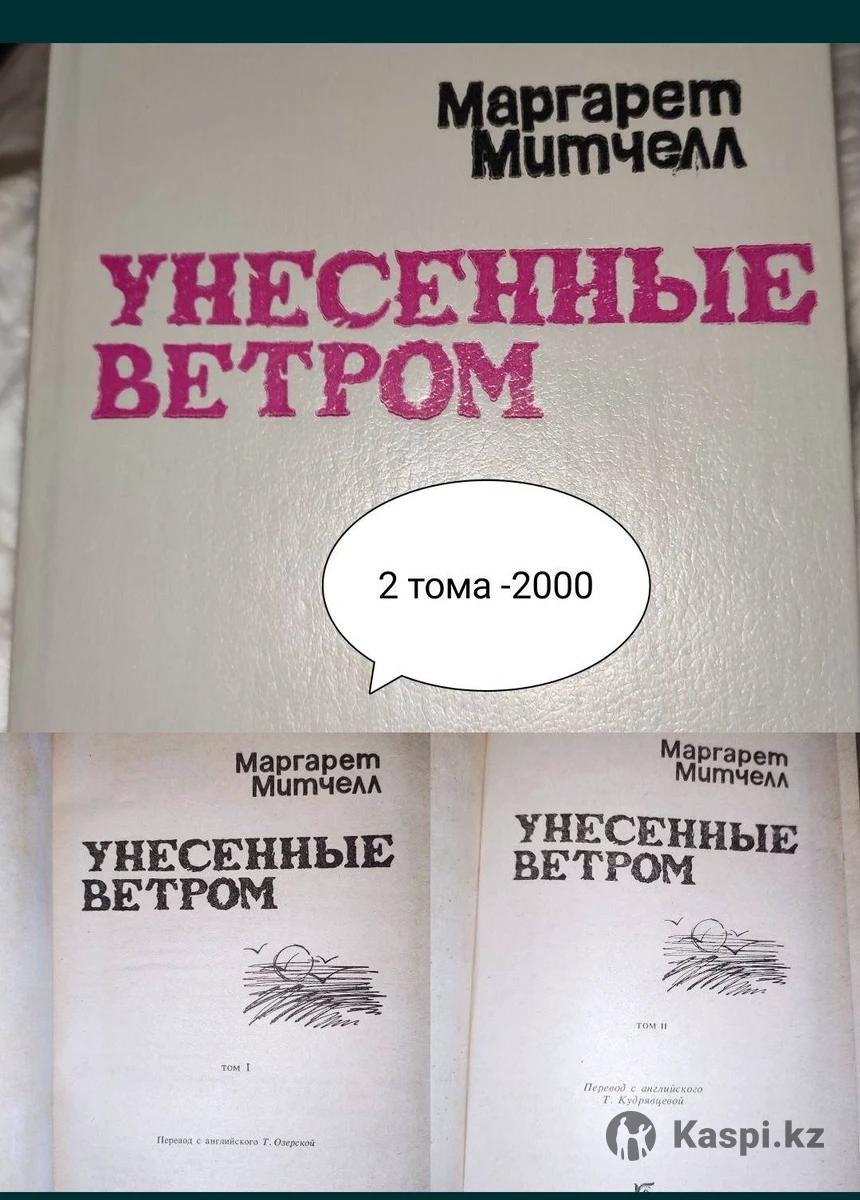 Маргарет
Митчелл
УНЕСЕННЫЕ
ВЕТРОМ
2 тома -2000
Маргарет
Митчелл
УНЕСЕННЫЕ
ВЕТРОМ
том I
Перевод с английского Т. Озерской
Маргарет
Митчелл
УНЕСЕННЫЕ
ВЕТРОМ
том II
Перевод с английского
Т. Кудрявцевой
Kaspi.kz